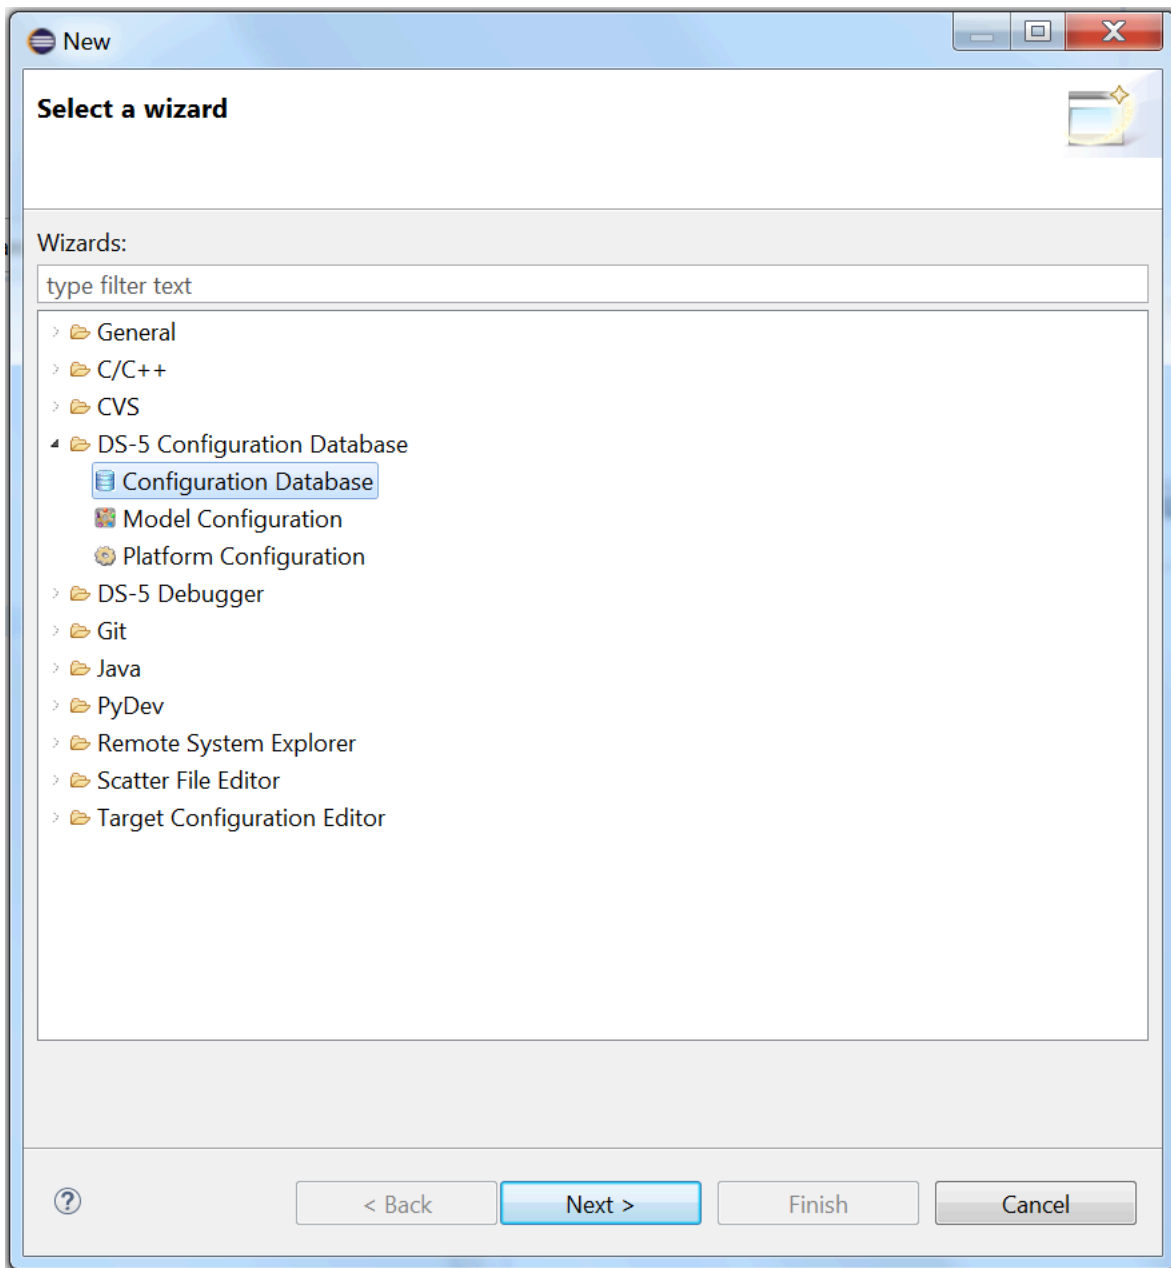 New
Select a wizard
Wizards:
type filter text
General
C/C++
CVS
DS-5 Configuration Database
Configuration Database
Model Configuration
Platform Configuration
DS-5 Debugger
Git
Java
PyDev
Remote System Explorer
Scatter File Editor
Target Configuration Editor
? < Back Next > Finish Cancel